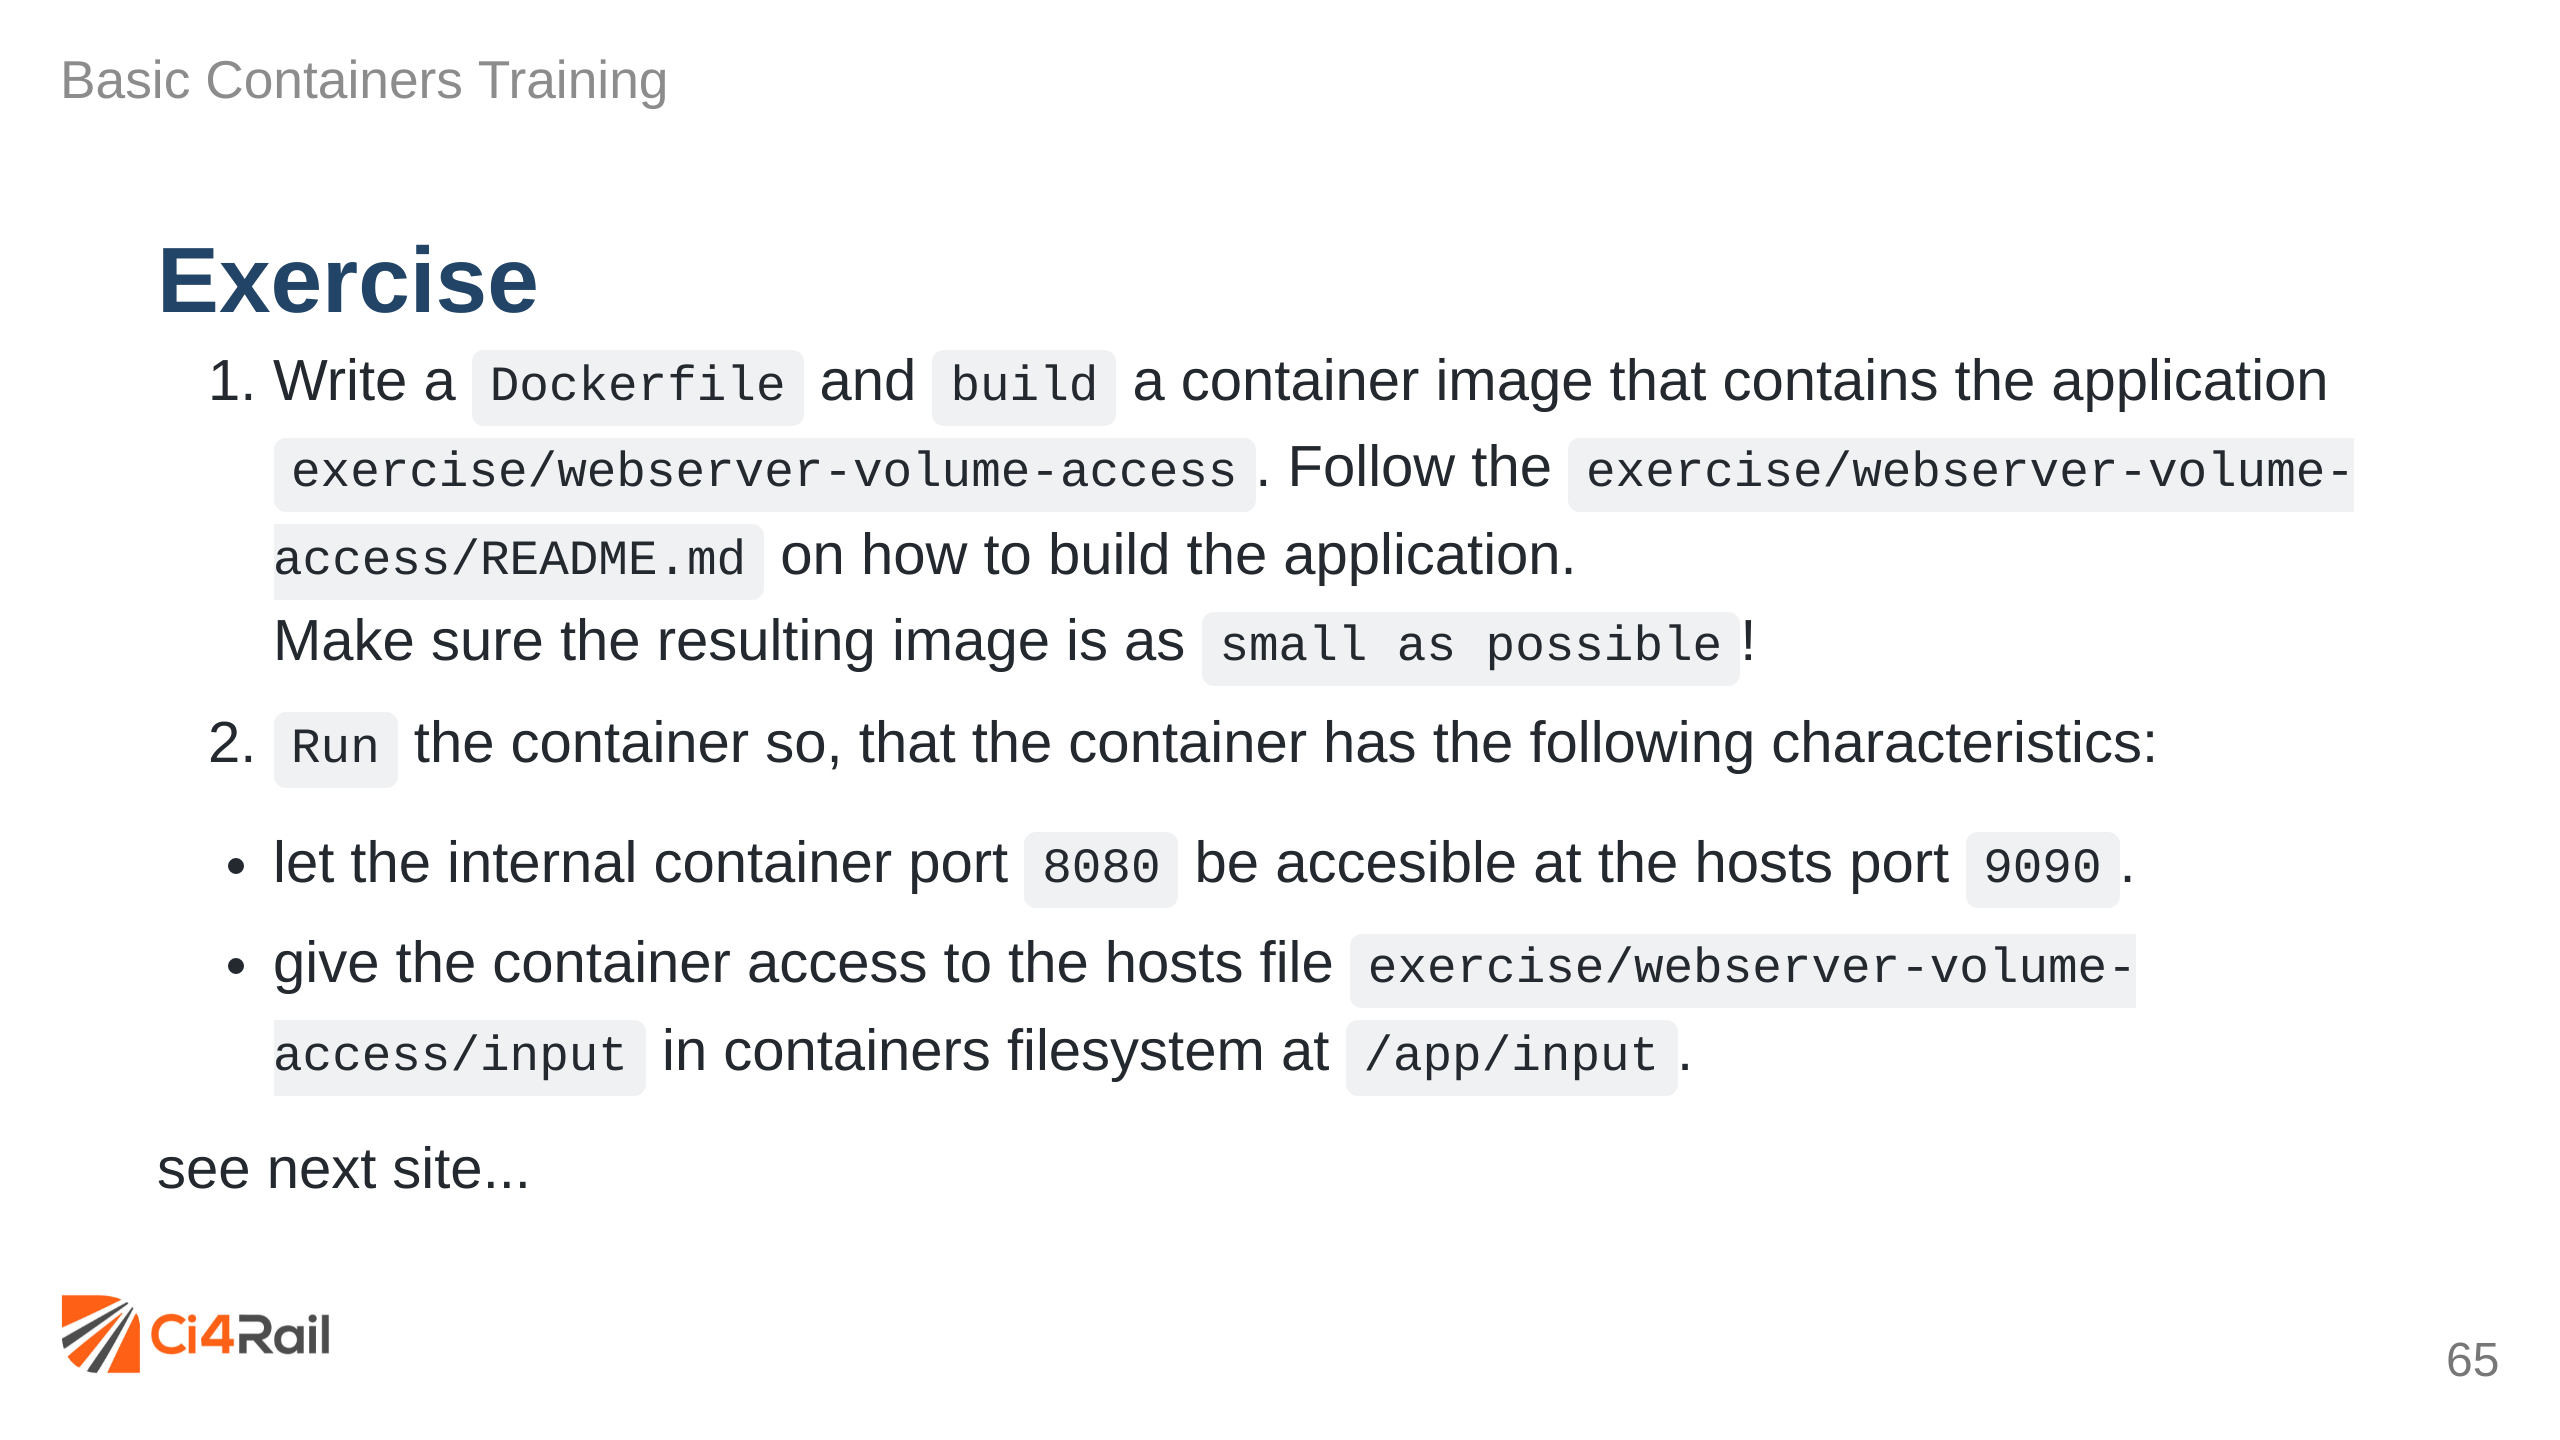 Basic Containers Training
Exercise
1. Write a Dockerfile and build a container image that contains the application
exercise/webserver-volume-access. Follow the exercise/webserver-volume-
access/README.md on how to build the application.
Make sure the resulting image is as small as possible!
2. Run the container so, that the container has the following characteristics:
• let the internal container port 8080 be accesible at the hosts port 9090.
• give the container access to the hosts file exercise/webserver-volume-
access/input in containers filesystem at /app/input.
see next site...
Ci4Rail
65